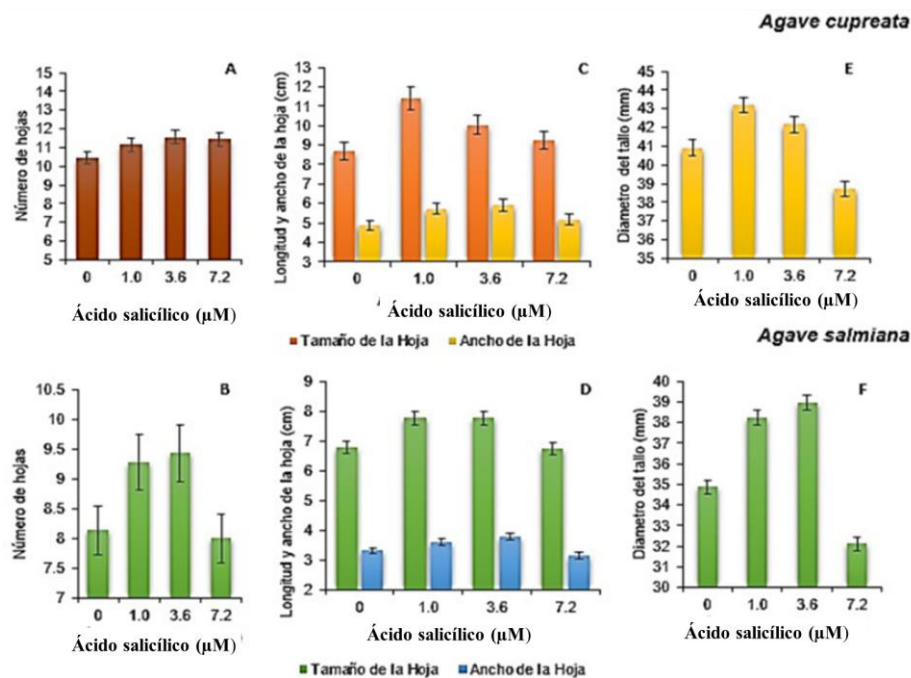 Agave cupreata
A
Número de hojas
15
14
13
12
11
10
9
8
7
6
5
0 1.0 3.6 7.2
Ácido salicílico (µM)
C
Longitud y ancho de la hoja (cm)
13
12
11
10
9
8
7
6
5
4
3
0 1.0 3.6 7.2
Ácido salicílico (µM)
Tamaño de la Hoja Ancho de la Hoja
E
Diametro del tallo (mm)
45
44
43
42
41
40
39
38
37
36
35
0 1.0 3.6 7.2
Ácido salicílico (µM)
Agave salmiana
B
Número de hojas
10.5
10
9.5
9
8.5
8
7.5
7
0 1.0 3.6 7.2
Ácido salicílico (µM)
D
Longitud y ancho de la hoja (cm)
9
8
7
6
5
4
3
2
0 1.0 3.6 7.2
Ácido salicílico (µM)
Tamaño de la Hoja Ancho de la Hoja
F
Diametro del tallo (mm)
40
39
38
37
36
35
34
33
32
31
30
0 1.0 3.6 7.2
Ácido salicílico (µM)